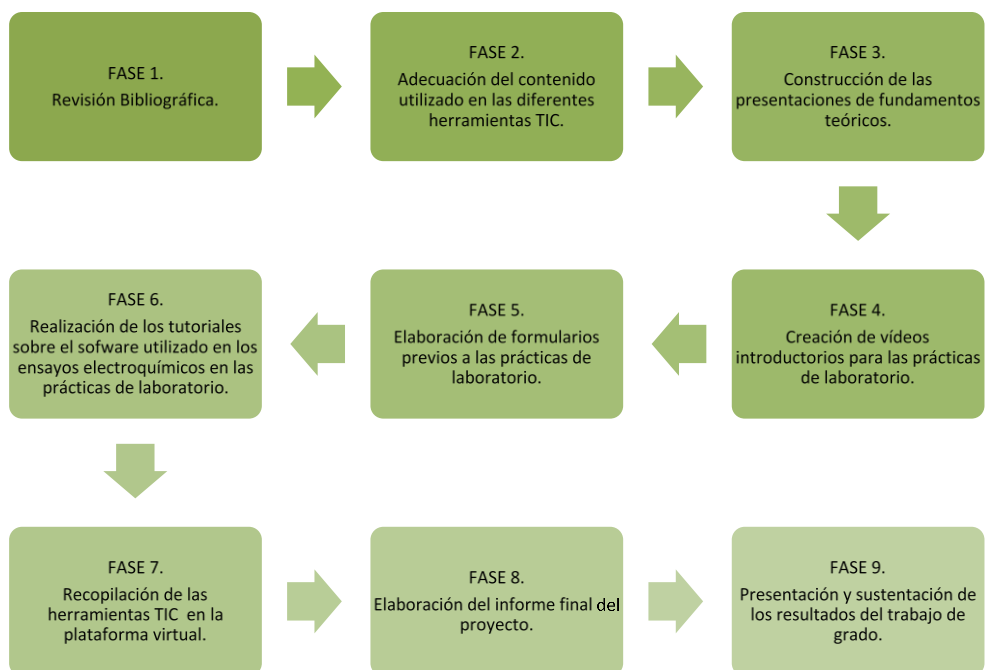 FASE 1.
Revisión Bibliográfica.
FASE 2.
Adecuación del contenido
utilizado en las diferentes
herramientas TIC.
FASE 3.
Construcción de las
presentaciones de fundamentos
teóricos.
FASE 4.
Creación de vídeos
introductorios para las prácticas
de laboratorio.
FASE 5.
Elaboración de formularios
previos a las prácticas de
laboratorio.
FASE 6.
Realización de los tutoriales
sobre el sofware utilizado en los
ensayos electroquímicos en las
prácticas de laboratorio.
FASE 7.
Recopilación de las
herramientas TIC en la
plataforma virtual.
FASE 8.
Elaboración del informe final del
proyecto.
FASE 9.
Presentación y sustentación de
los resultados del trabajo de
grado.